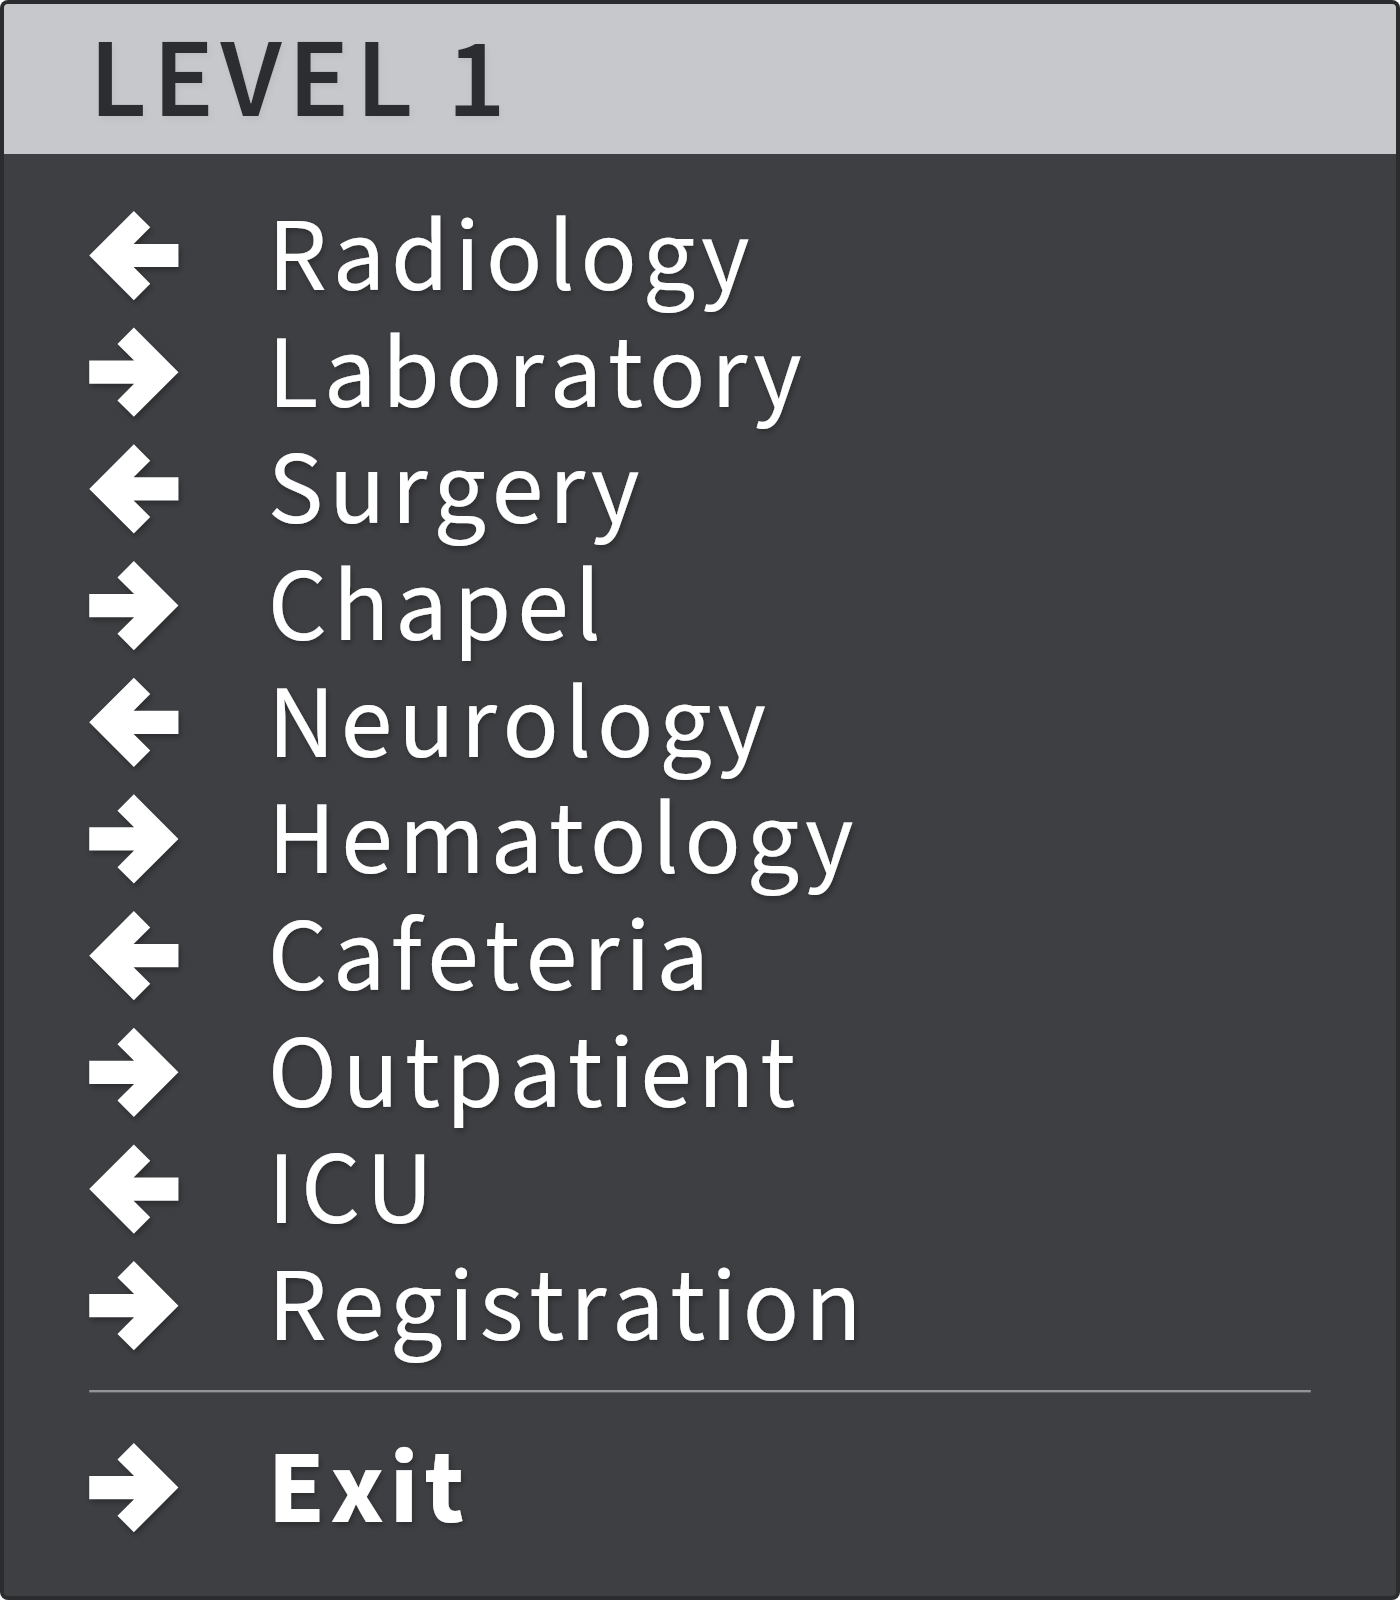 LEVEL 1
← Radiology
→ Laboratory
← Surgery
→ Chapel
← Neurology
→ Hematology
← Cafeteria
→ Outpatient
← ICU
→ Registration
→ Exit